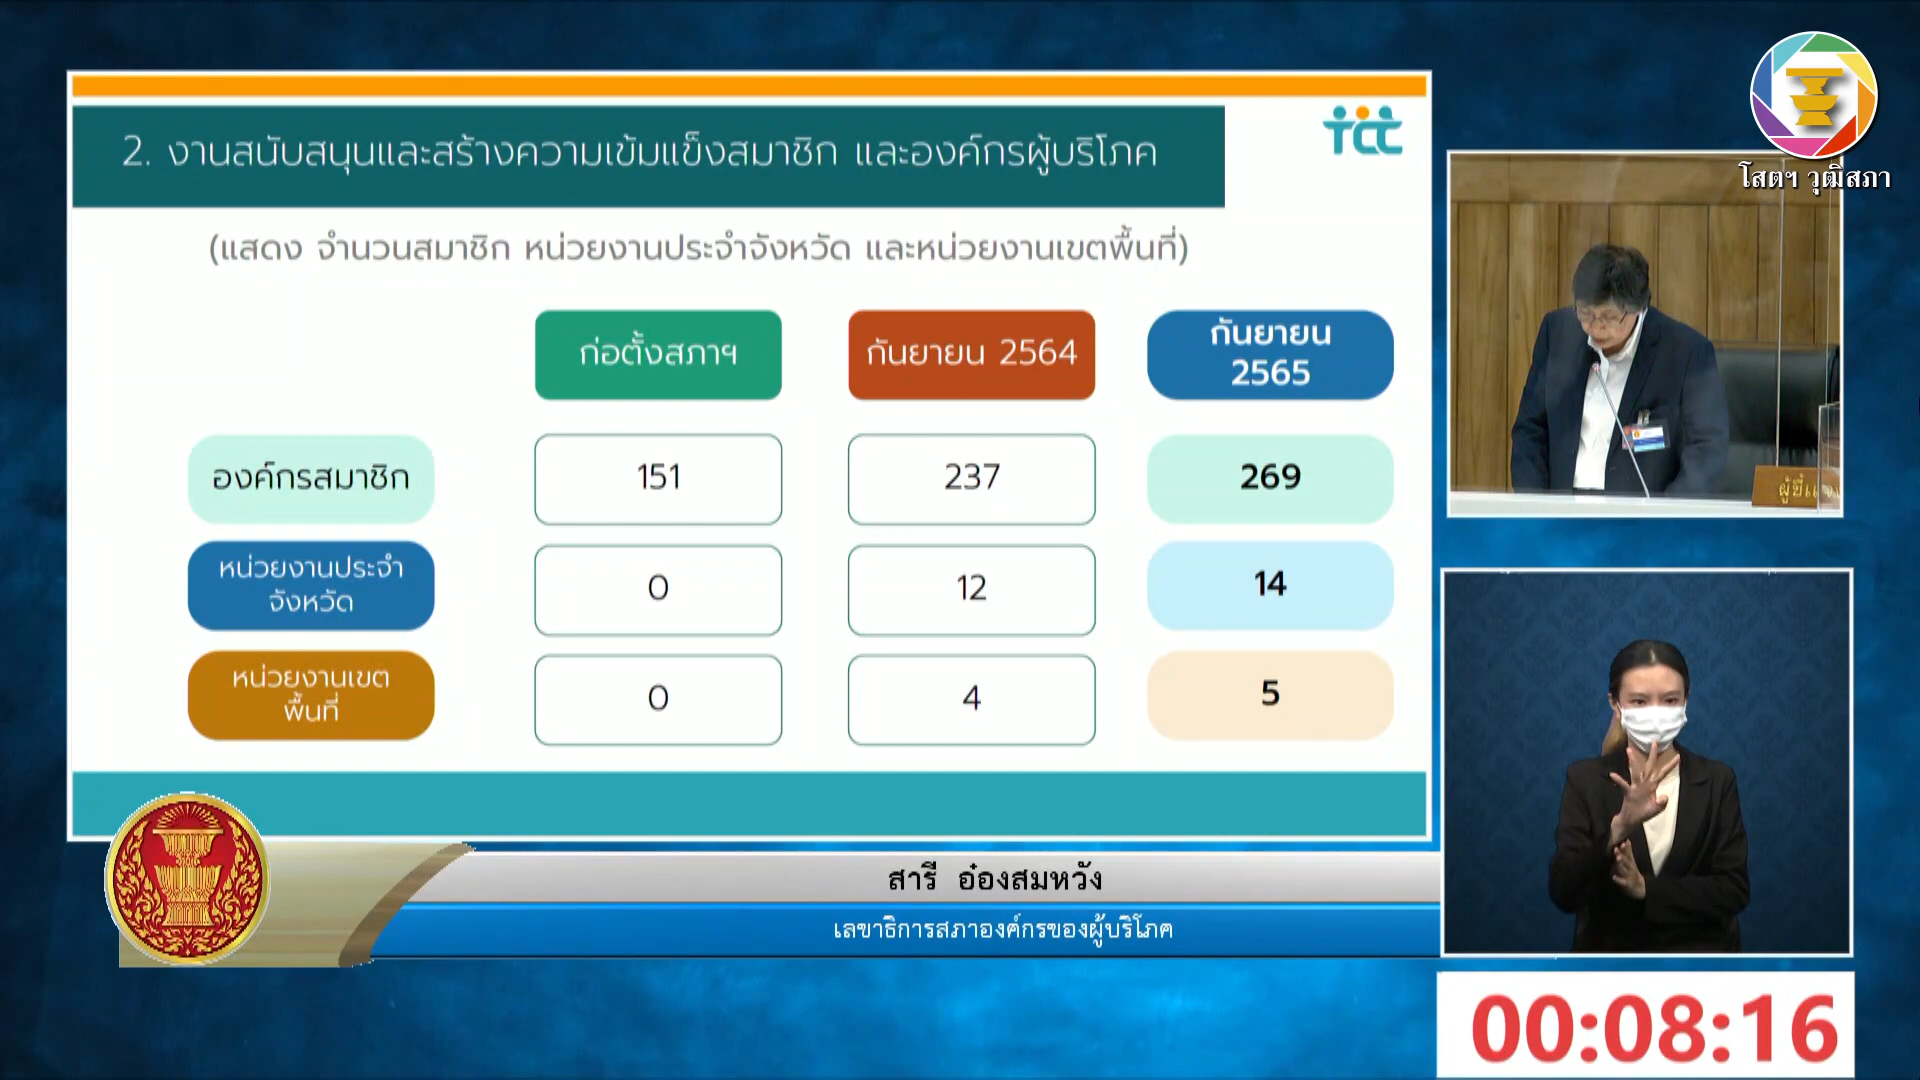 โสตฯ วุฒิสภา
tcc
2. งานสนับสนุนและสร้างความเข้มแข็งสมาชิก และองค์กรผู้บริโภค
(แสดง จำนวนสมาชิก หน่วยงานประจำจังหวัด และหน่วยงานเขตพื้นที่)
ก่อตั้งสภาฯ
กันยายน 2564
กันยายน
2565
องค์กรสมาชิก
151
237
269
หน่วยงานประจำ
จังหวัด
0
12
14
หน่วยงานเขต
พื้นที่
0
4
5
สารี อ๋องสมหวัง
เลขาธิการสภาองค์กรของผู้บริโภค
00:08:16